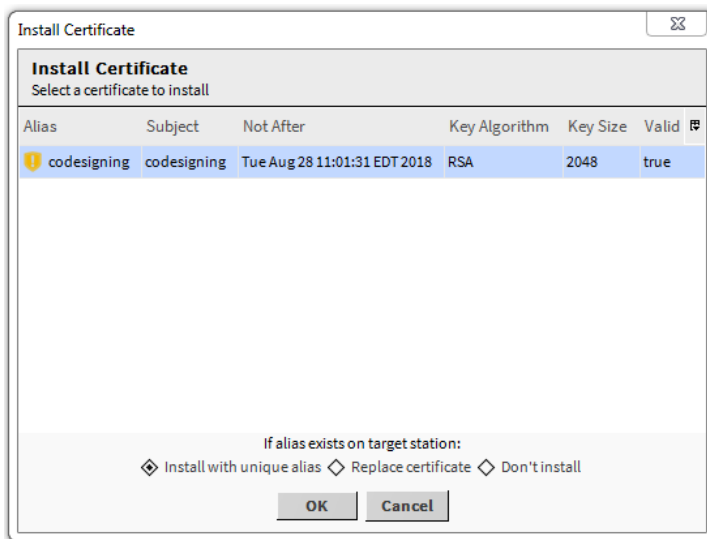 Install Certificate
Install Certificate
Select a certificate to install
Alias Subject Not After Key Algorithm Key Size Valid
codesigning codesigning Tue Aug 28 11:01:31 EDT 2018 RSA 2048 true
If alias exists on target station:
Install with unique alias Replace certificate Don't install
OK Cancel